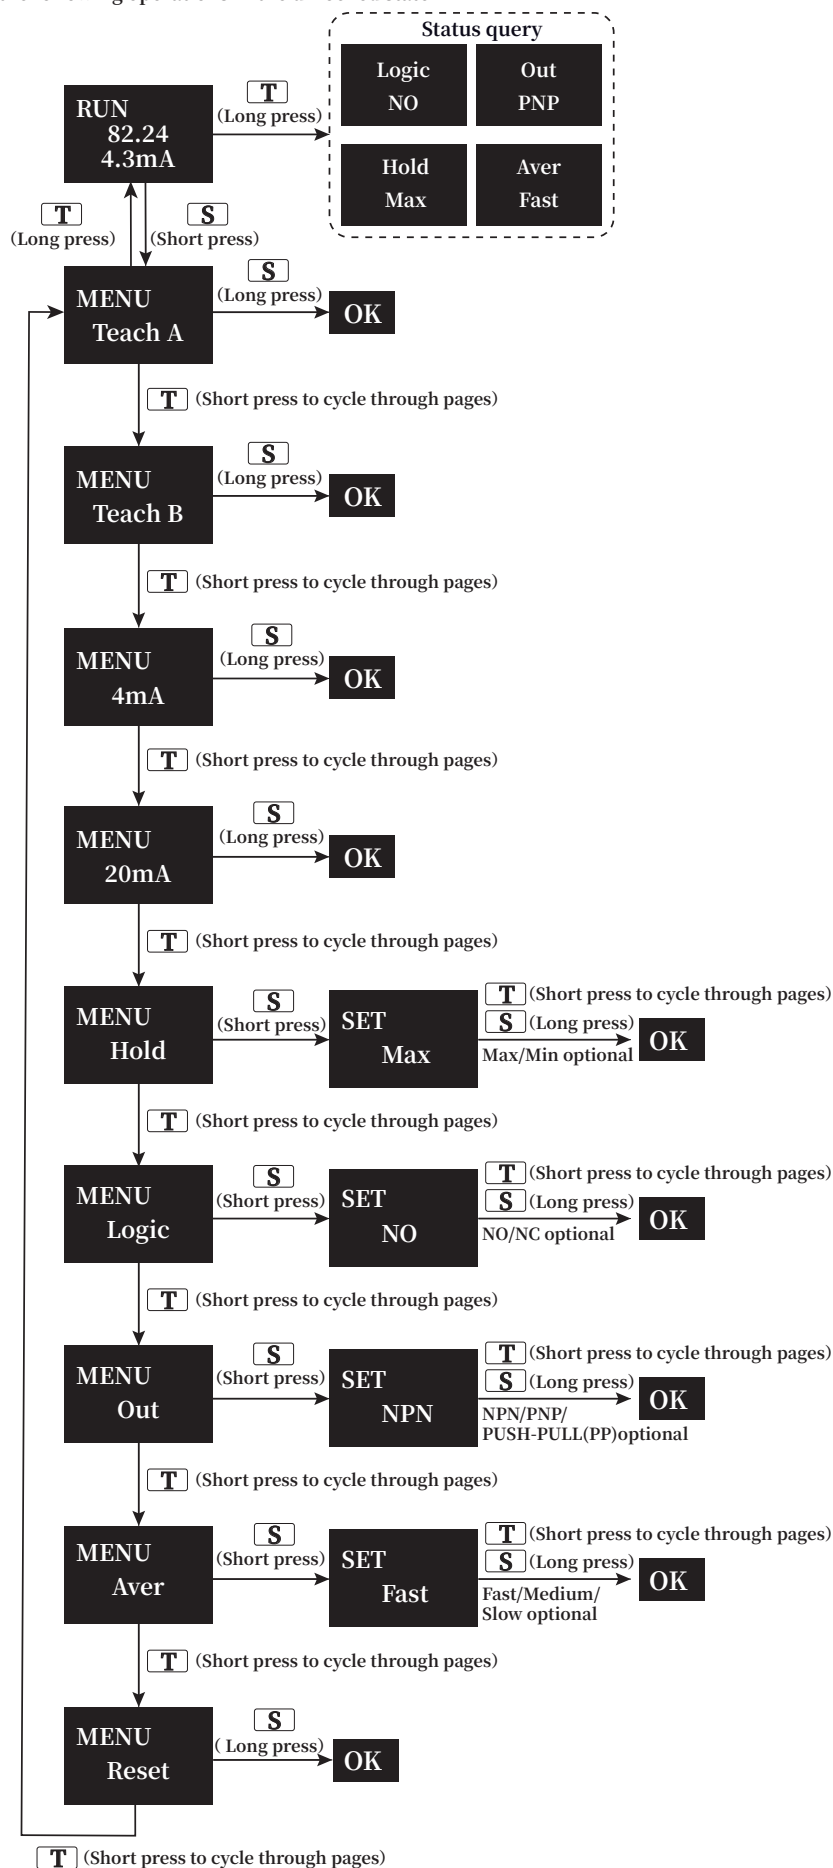 Status query
Logic
NO
Out
PNP
Hold
Max
Aver
Fast
RUN
82.24
4.3mA
T
(Long press)
T
(Long press)
S
(Short press)
MENU
Teach A
S
(Long press)
OK
T (Short press to cycle through pages)
MENU
Teach B
S
(Long press)
OK
T (Short press to cycle through pages)
MENU
4mA
S
(Long press)
OK
T (Short press to cycle through pages)
MENU
20mA
S
(Long press)
OK
T (Short press to cycle through pages)
MENU
Hold
S
(Short press)
SET
Max
T (Short press to cycle through pages)
S (Long press)
Max/Min optional
OK
T (Short press to cycle through pages)
MENU
Logic
S
(Short press)
SET
NO
T (Short press to cycle through pages)
S (Long press)
NO/NC optional
OK
T (Short press to cycle through pages)
MENU
Out
S
(Short press)
SET
NPN
T (Short press to cycle through pages)
S (Long press)
NPN/PNP/
PUSH-PULL(PP)optional
OK
T (Short press to cycle through pages)
MENU
Aver
S
(Short press)
SET
Fast
T (Short press to cycle through pages)
S (Long press)
Fast/Medium/
Slow optional
OK
T (Short press to cycle through pages)
MENU
Reset
S
( Long press)
OK
T (Short press to cycle through pages)